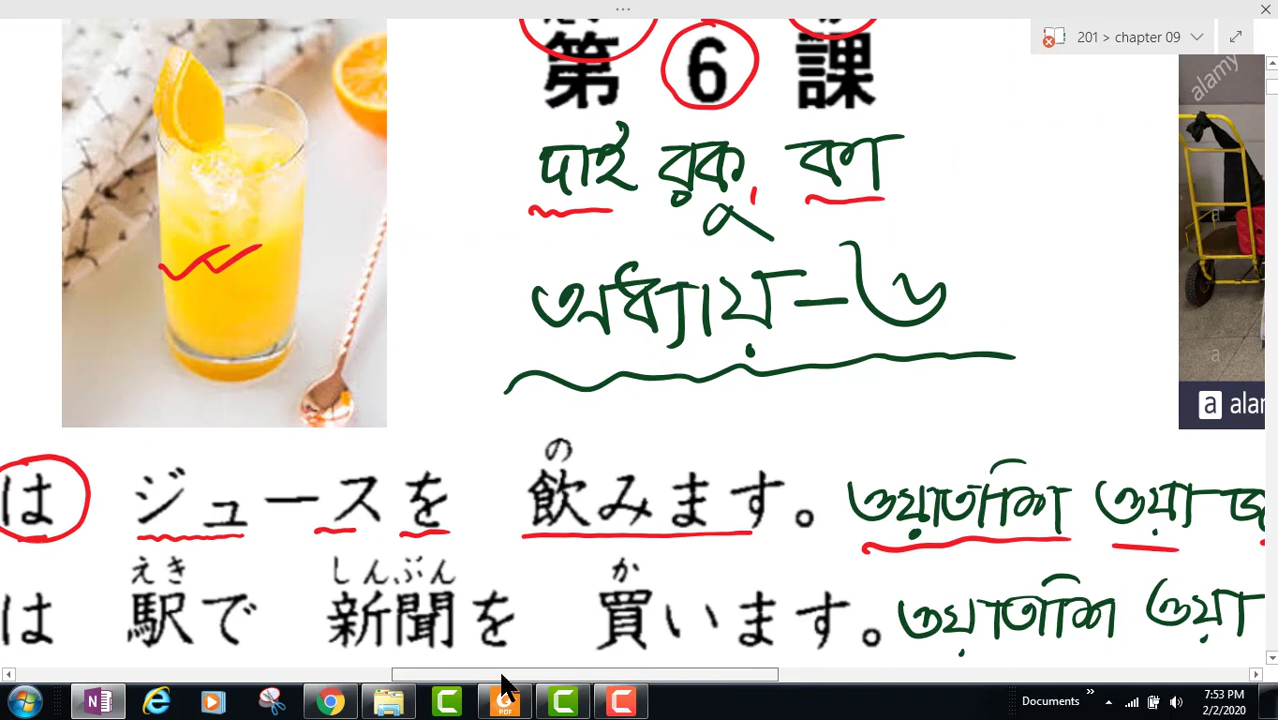 201 > chapter 09
第 6 課
দাই রুকু কা
অধ্যায় – ৬
alamy
a
a
a alam
の
は ジュースを 飲みます。 ওয়াতাশি ওয়া জ
えき しんぶん か
は 駅で 新聞を 買います。 ওয়াতাশি ওয়া
PDF
Documents
7:53 PM
2/2/2020